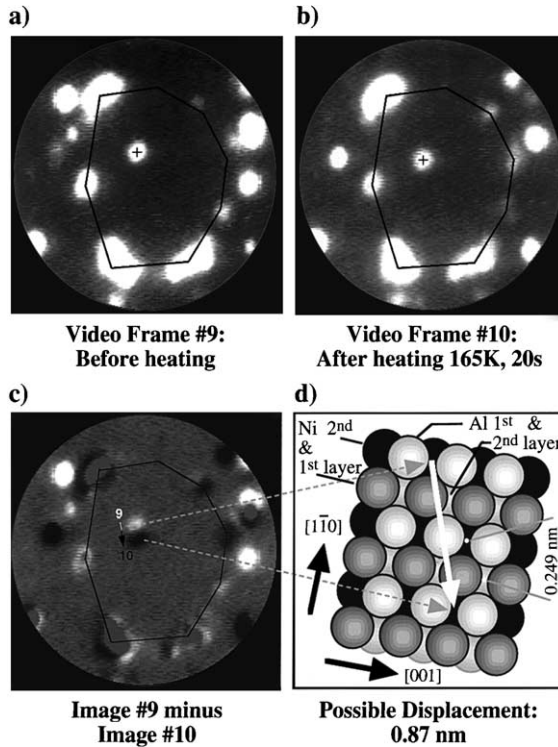 a)
b)
Video Frame #9:
Before heating
Video Frame #10:
After heating 165K, 20s
c)
9
10
Image #9 minus
Image #10
d)
Ni 2nd
&
1st layer
Al 1st &
2nd layer
[11̄0]
0.249 nm
[001]
Possible Displacement:
0.87 nm